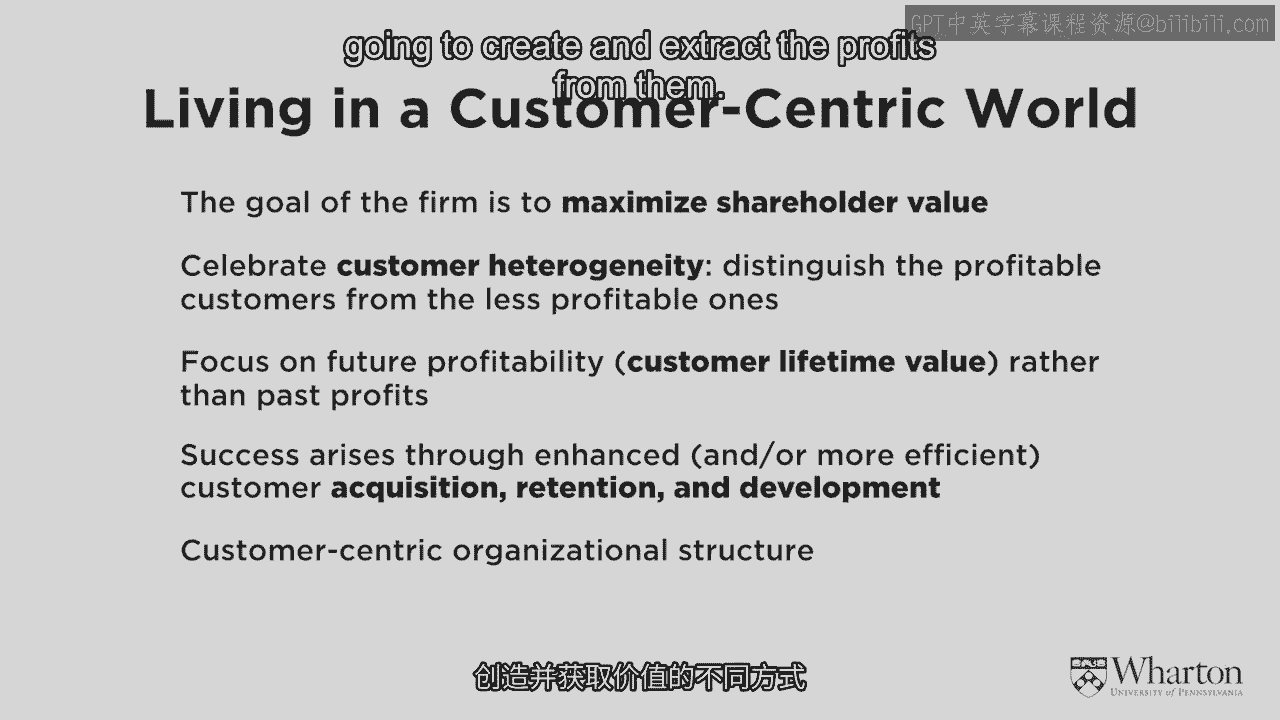 GPT中英字幕课程资源@bilibili.com
going to create and extract the profits
from them.
Living in a Customer-Centric World
The goal of the firm is to maximize shareholder value
Celebrate customer heterogeneity: distinguish the profitable
customers from the less profitable ones
Focus on future profitability (customer lifetime value) rather
than past profits
Success arises through enhanced (and/or more efficient)
customer acquisition, retention, and development
Customer-centric organizational structure
创造并获取价值的不同方式
Wharton
UNIVERSITY of PENNSYLVANIA